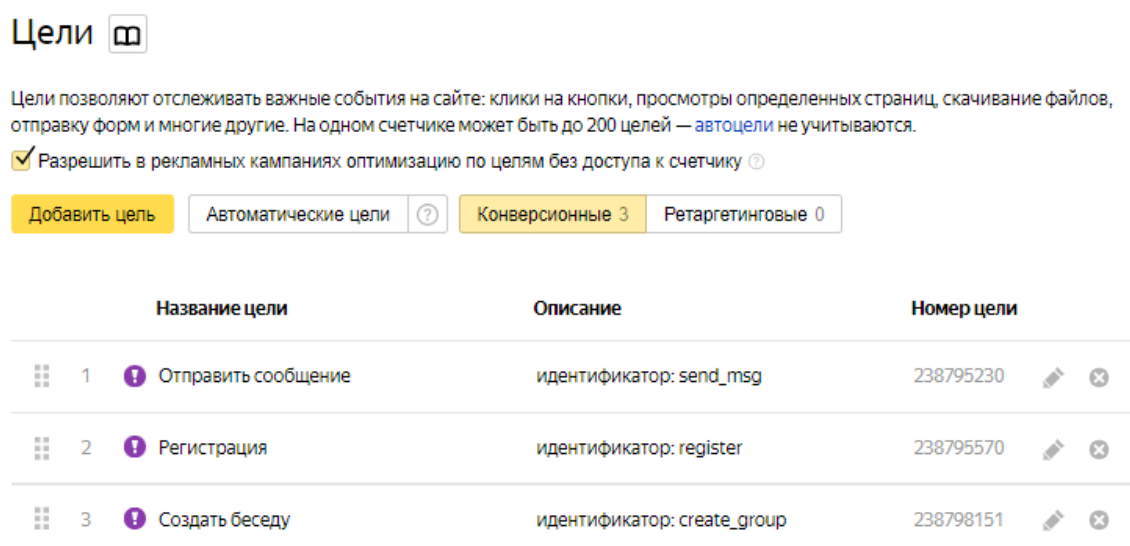 Цели
Цели позволяют отслеживать важные события на сайте: клики на кнопки, просмотры определенных страниц, скачивание файлов,
отправку форм и многие другие. На одном счетчике может быть до 200 целей — автоцели не учитываются.
Разрешить в рекламных кампаниях оптимизацию по целям без доступа к счетчику ?
Добавить цель Автоматические цели ? Конверсионные 3 Ретаргетинговые 0
Название цели Описание Номер цели
1 Отправить сообщение идентификатор: send_msg 238795230
2 Регистрация идентификатор: register 238795570
3 Создать беседу идентификатор: create_group 238798151